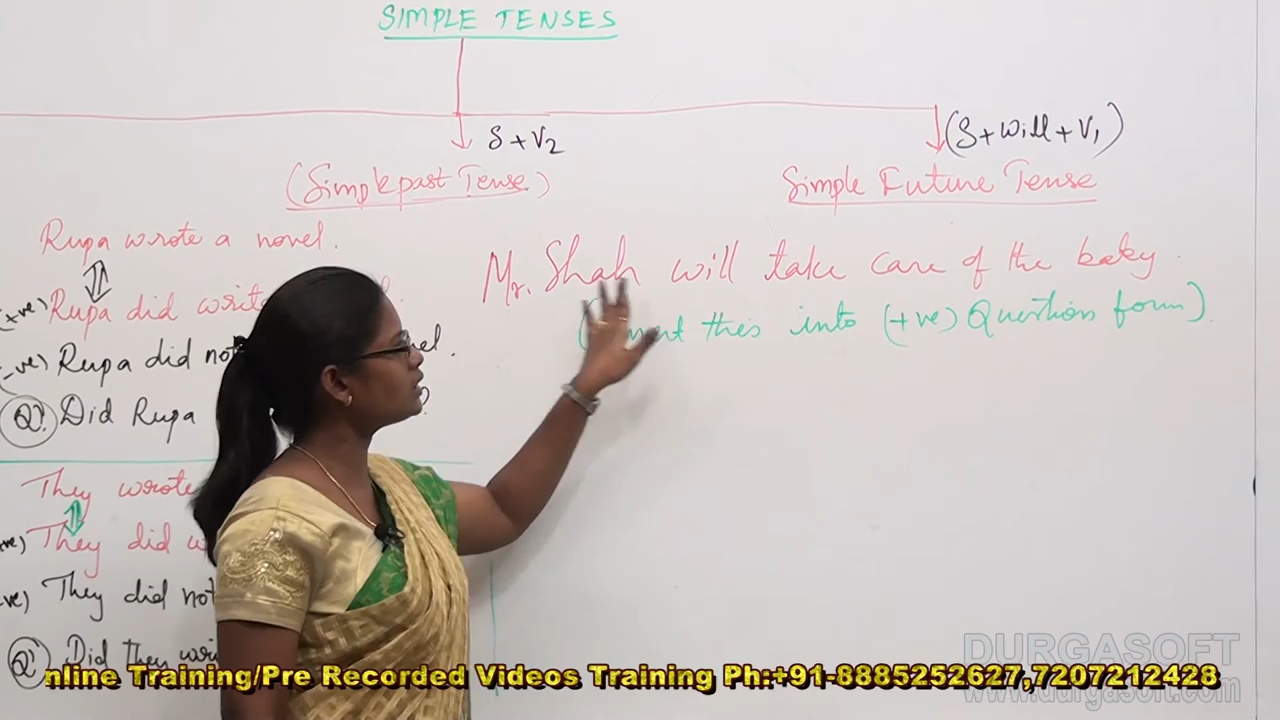 SIMPLE TENSES
S + V2
(S + will + V1)
(Simple past Tense)
Simple Future Tense
Rupa wrote a novel.
(+ve) Rupa did write
(-ve) Rupa did not
Q: Did Rupa ?
They wrote
They did
They did not
Q: Did they
Mr. Shah will take care of the baby.
this into (+ve) Question form).
nline Training/Pre Recorded Videos Training Ph:+91-8885252627,7207212428
DURGASOFT
www.durgasoft.com